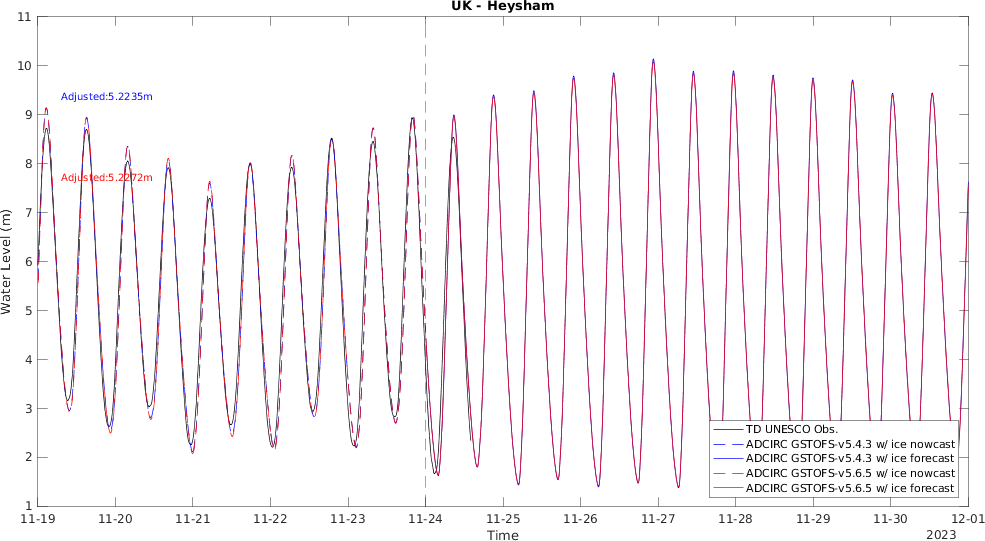 UK - Heysham
11
10
9
8
7
6
5
4
3
2
1
Water Level (m)
Adjusted:5.2235m
Adjusted:5.2272m
TD UNESCO Obs.
ADCIRC GSTOFS-v5.4.3 w/ ice nowcast
ADCIRC GSTOFS-v5.4.3 w/ ice forecast
ADCIRC GSTOFS-v5.6.5 w/ ice nowcast
ADCIRC GSTOFS-v5.6.5 w/ ice forecast
11-19 11-20 11-21 11-22 11-23 11-24 11-25 11-26 11-27 11-28 11-29 11-30 12-01
Time
2023